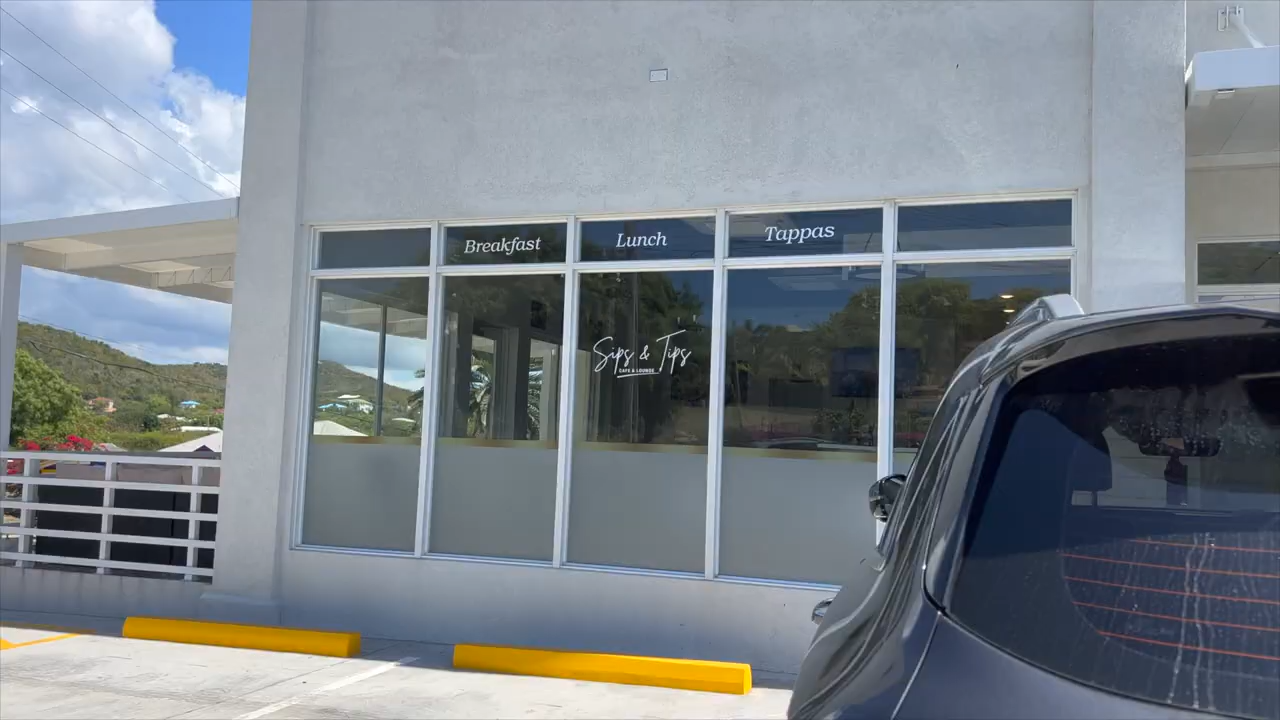 Breakfast
Lunch
Tappas
Sips & Tips
CAFE & LOUNGE